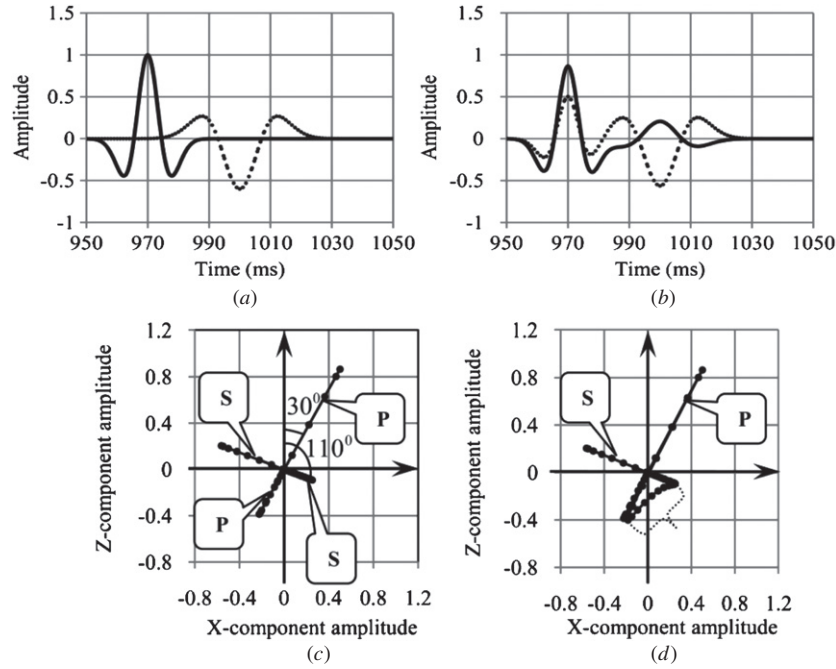 1.5
1
0.5
0
-0.5
-1
Amplitude
950 970 990 1010 1030 1050
Time (ms)
(a)
1.5
1
0.5
0
-0.5
-1
Amplitude
950 970 990 1010 1030 1050
Time (ms)
(b)
1.2
0.8
0.4
0
-0.4
-0.8
Z-component amplitude
S
30⁰
P
110⁰
P
S
-0.8 -0.4 0 0.4 0.8 1.2
X-component amplitude
(c)
1.2
0.8
0.4
0
-0.4
-0.8
Z-component amplitude
S
P
-0.8 -0.4 0 0.4 0.8 1.2
X-component amplitude
(d)